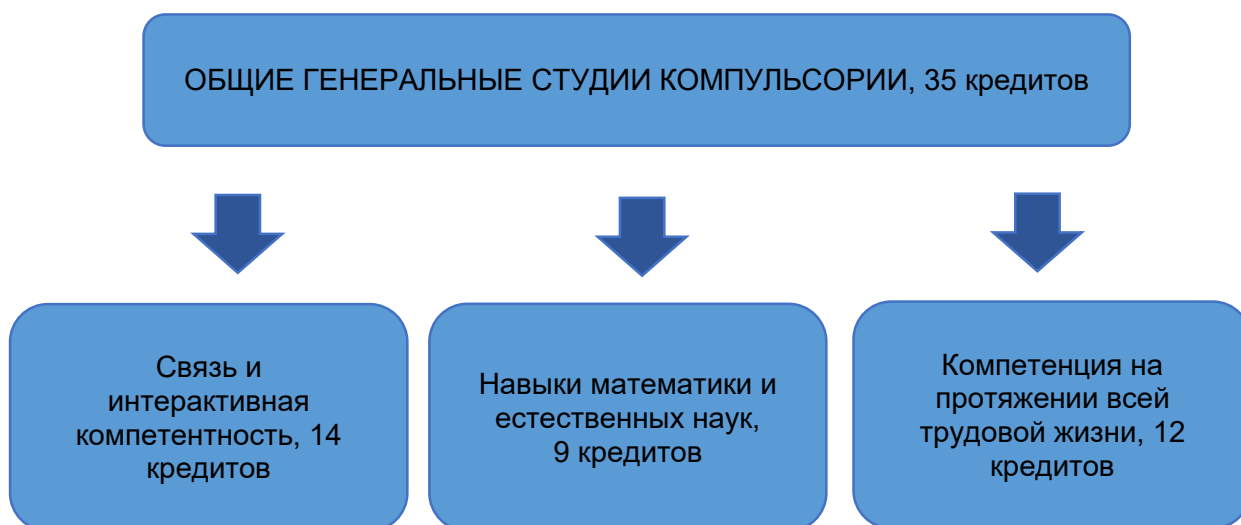 ОБЩИЕ ГЕНЕРАЛЬНЫЕ СТУДИИ КОМПУЛЬСОРИИ, 35 кредитов
Связь и
интерактивная
компетентность, 14
кредитов
Навыки математики и
естественных наук,
9 кредитов
Компетенция на
протяжении всей
трудовой жизни, 12
кредитов